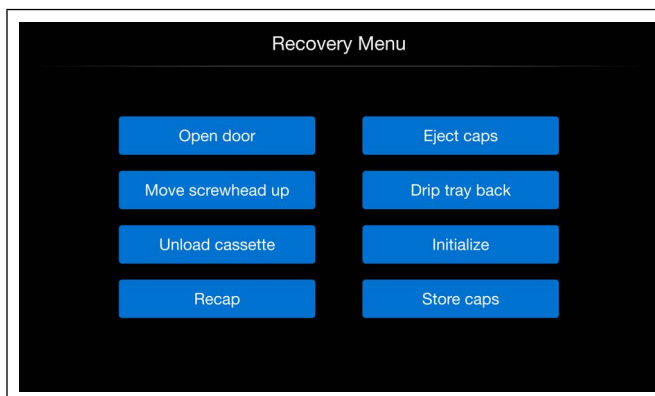 Recovery Menu
Open door
Eject caps
Move screwhead up
Drip tray back
Unload cassette
Initialize
Recap
Store caps